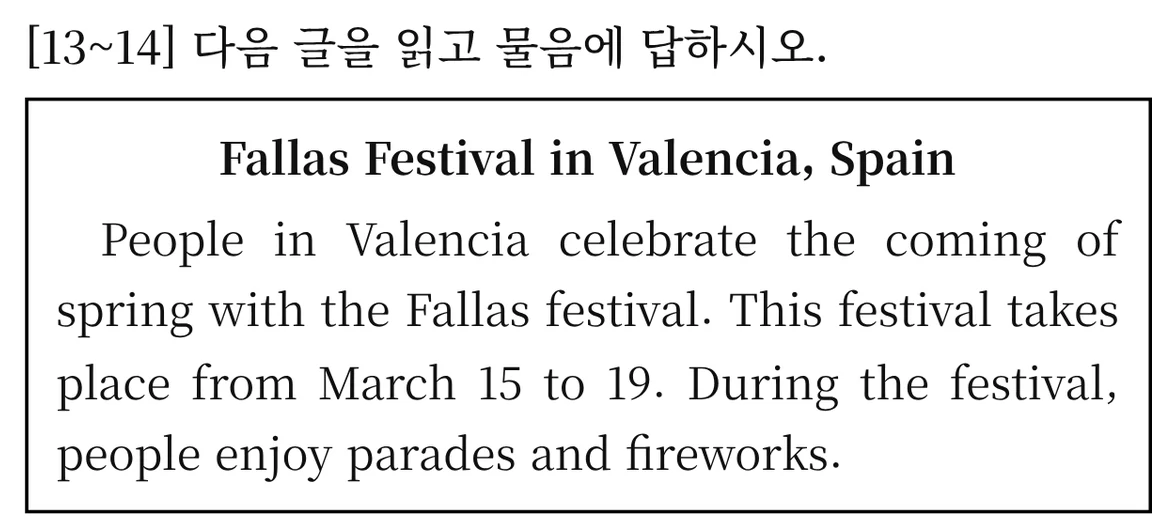 [13~14] 다음 글을 읽고 물음에 답하시오.
Fallas Festival in Valencia, Spain
People in Valencia celebrate the coming of
spring with the Fallas festival. This festival takes
place from March 15 to 19. During the festival,
people enjoy parades and fireworks.